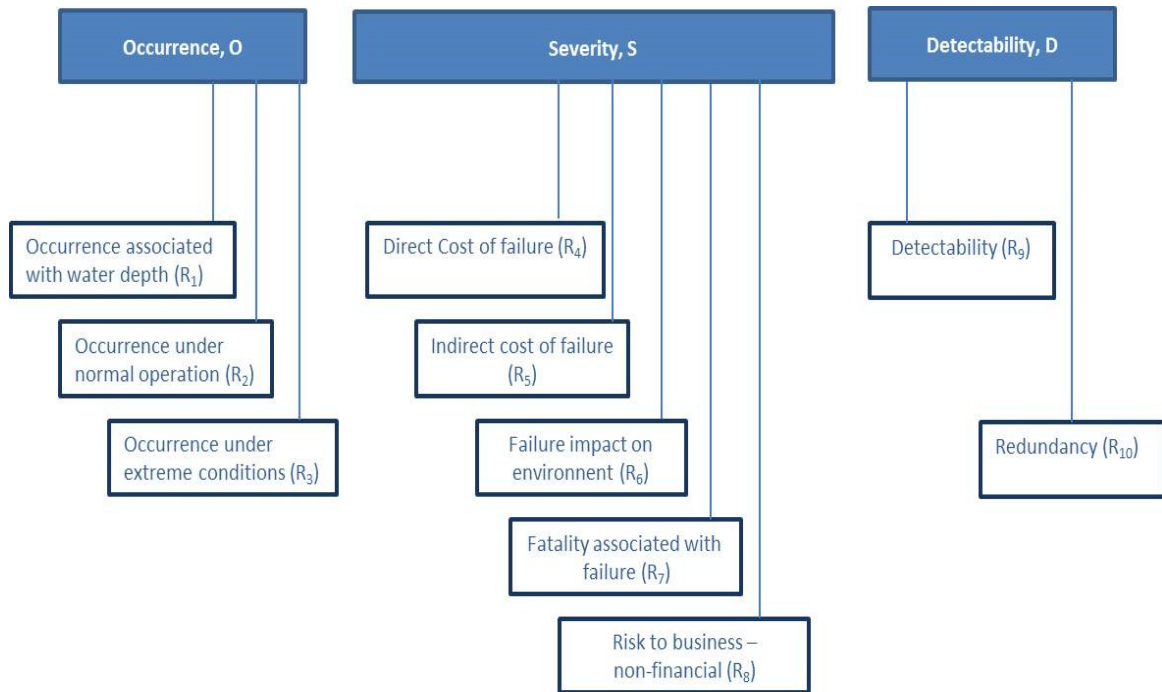 Occurrence, O
Severity, S
Detectability, D
Occurrence associated
with water depth (R₁)
Occurrence under
normal operation (R₂)
Occurrence under
extreme conditions (R₃)
Direct Cost of failure (R₄)
Indirect cost of failure
(R₅)
Failure impact on
environnent (R₆)
Fatality associated with
failure (R₇)
Risk to business –
non-financial (R₈)
Detectability (R₉)
Redundancy (R₁₀)